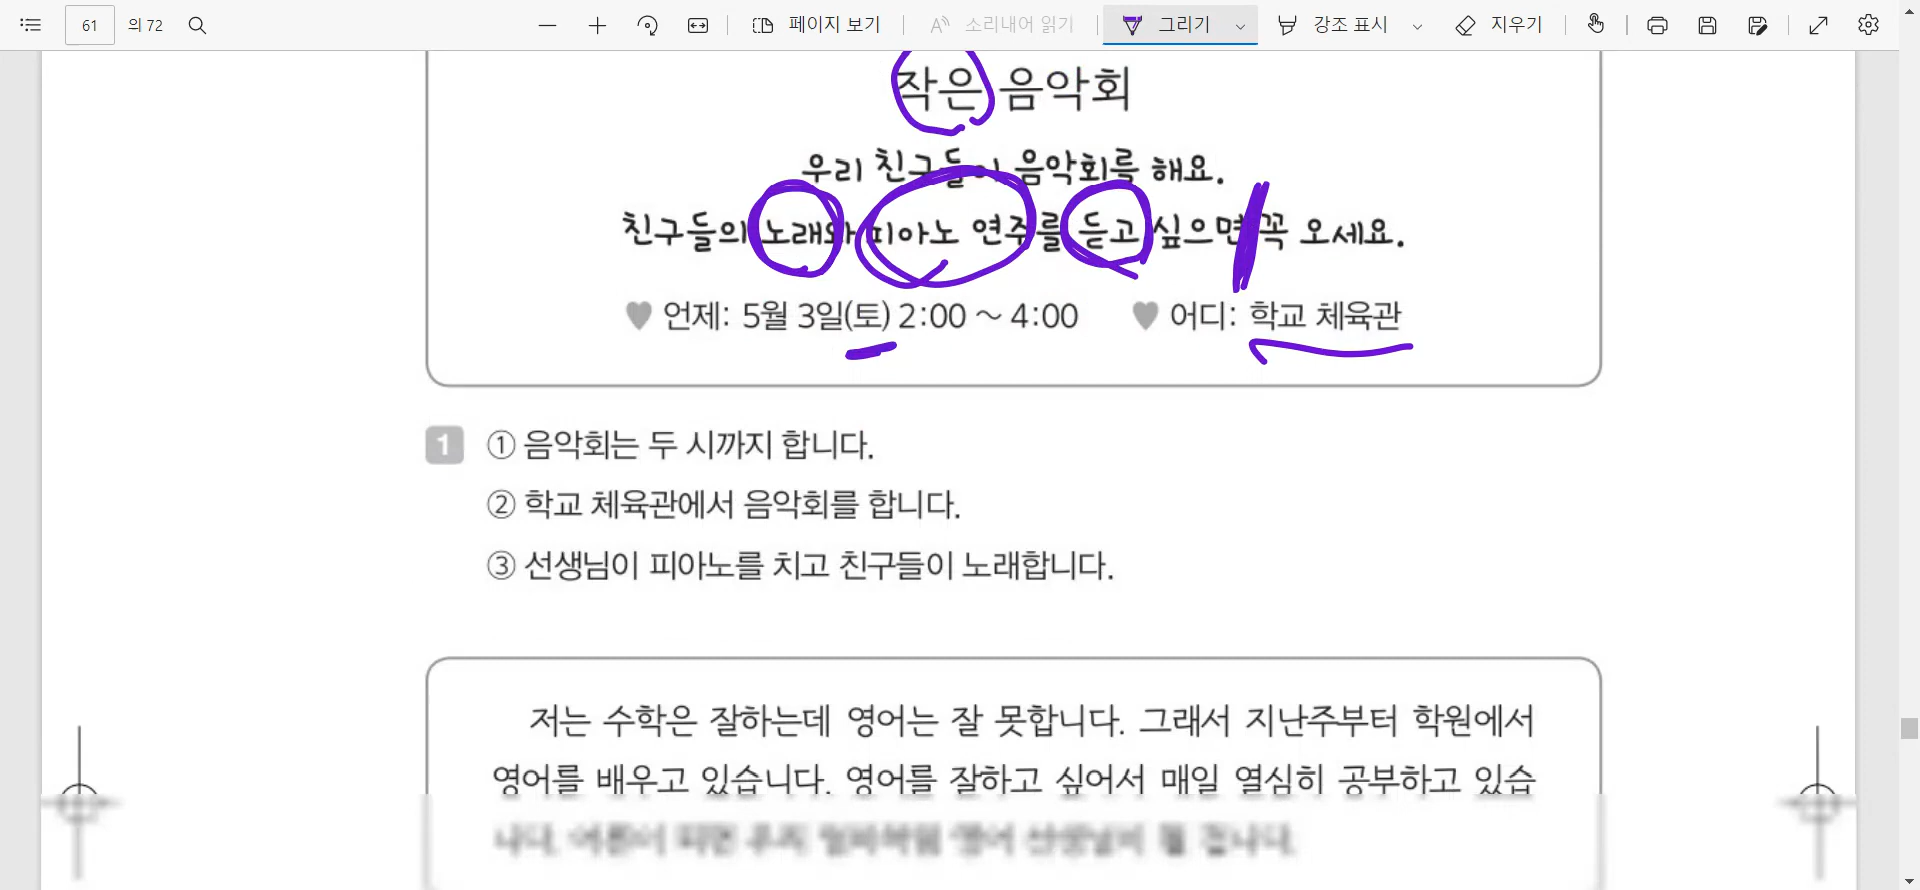 61 의 72 페이지 보기 소리내어 읽기 그리기 강조 표시 지우기
작은 음악회
우리 친구들이 음악회를 해요.
친구들의 노래와 피아노 연주를 듣고 싶으면 꼭 오세요.
♥ 언제: 5월 3일(토) 2:00 ~ 4:00 ♥ 어디: 학교 체육관
1 ① 음악회는 두 시까지 합니다.
② 학교 체육관에서 음악회를 합니다.
③ 선생님이 피아노를 치고 친구들이 노래합니다.
저는 수학은 잘하는데 영어는 잘 못합니다. 그래서 지난주부터 학원에서
영어를 배우고 있습니다. 영어를 잘하고 싶어서 매일 열심히 공부하고 있습